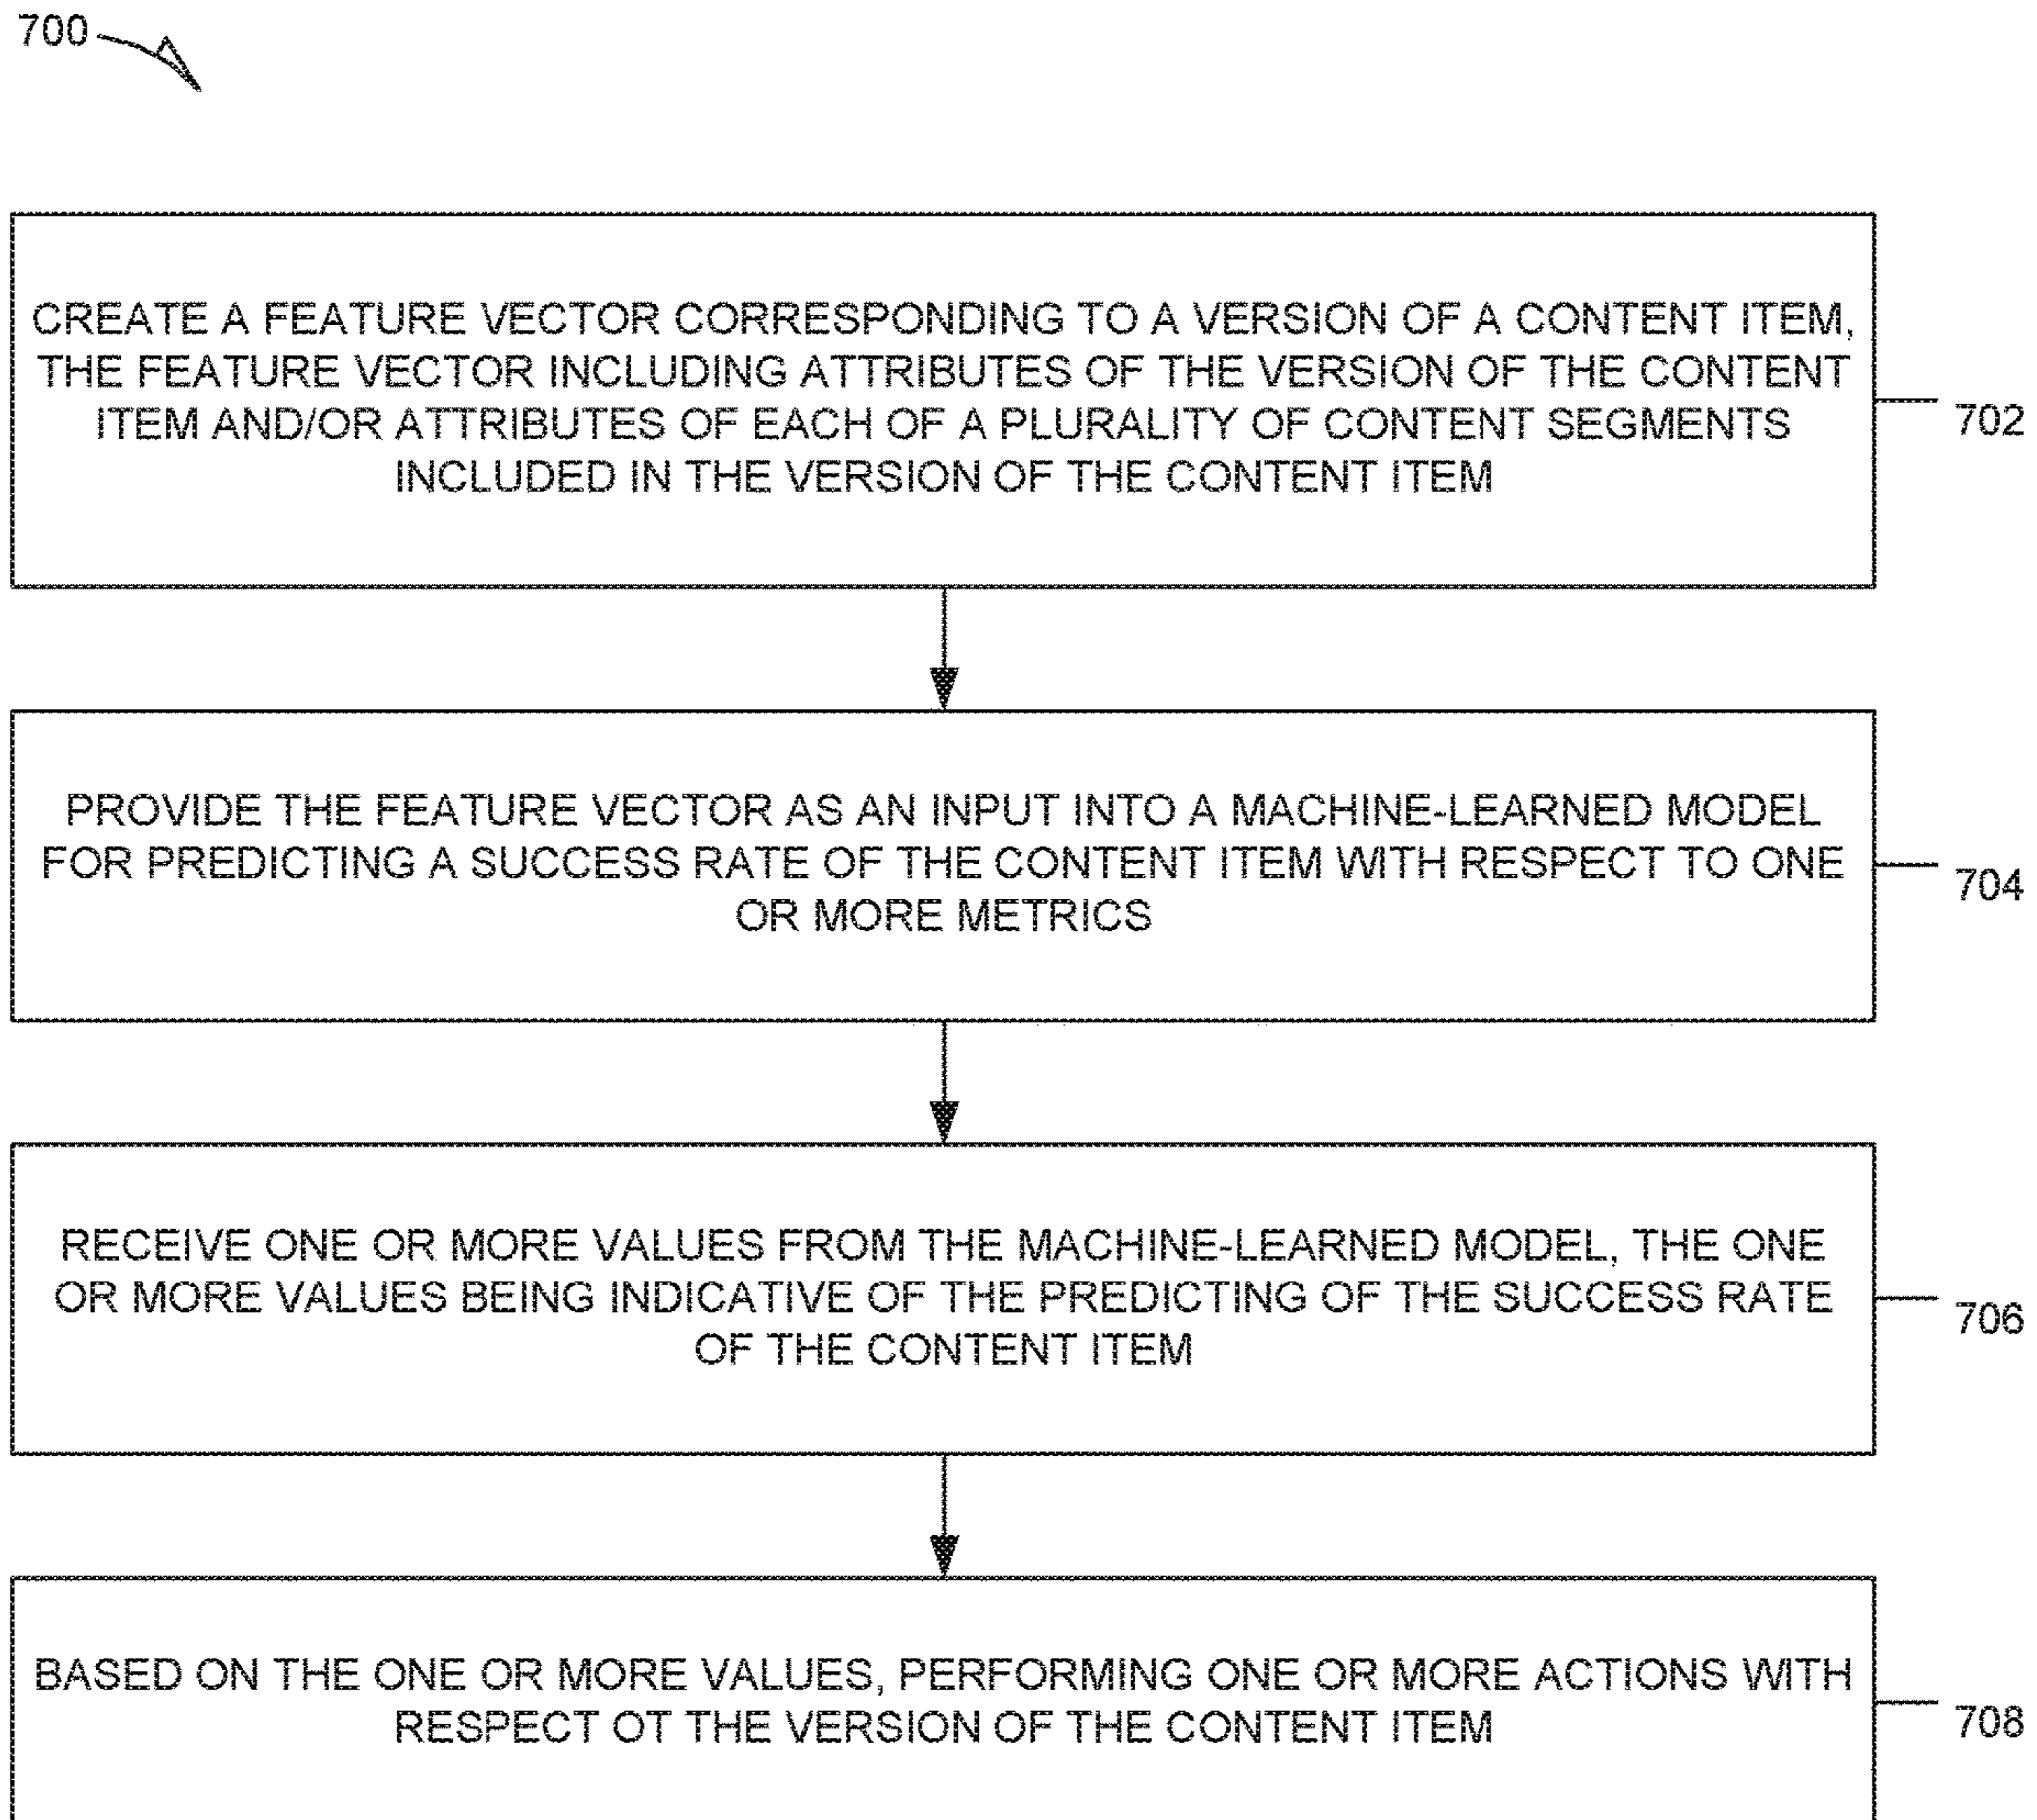 700
CREATE A FEATURE VECTOR CORRESPONDING TO A VERSION OF A CONTENT ITEM,
THE FEATURE VECTOR INCLUDING ATTRIBUTES OF THE VERSION OF THE CONTENT
ITEM AND/OR ATTRIBUTES OF EACH OF A PLURALITY OF CONTENT SEGMENTS
INCLUDED IN THE VERSION OF THE CONTENT ITEM
702
PROVIDE THE FEATURE VECTOR AS AN INPUT INTO A MACHINE-LEARNED MODEL
FOR PREDICTING A SUCCESS RATE OF THE CONTENT ITEM WITH RESPECT TO ONE
OR MORE METRICS
704
RECEIVE ONE OR MORE VALUES FROM THE MACHINE-LEARNED MODEL, THE ONE
OR MORE VALUES BEING INDICATIVE OF THE PREDICTING OF THE SUCCESS RATE
OF THE CONTENT ITEM
706
BASED ON THE ONE OR MORE VALUES, PERFORMING ONE OR MORE ACTIONS WITH
RESPECT OT THE VERSION OF THE CONTENT ITEM
708